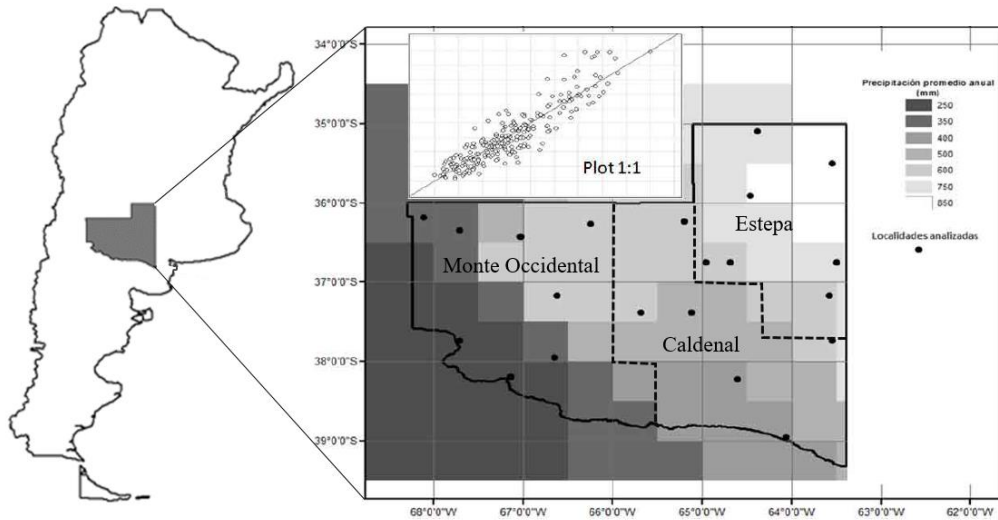 34°0'0"S
35°0'0"S
36°0'0"S
37°0'0"S
38°0'0"S
39°0'0"S
Plot 1:1
Estepa
Monte Occidental
Caldenal
Precipitación promedio anual
(mm)
250
350
400
500
600
750
850
Localidades analizadas
68°0'0"W
67°0'0"W
66°0'0"W
65°0'0"W
64°0'0"W
63°0'0"W
62°0'0"W